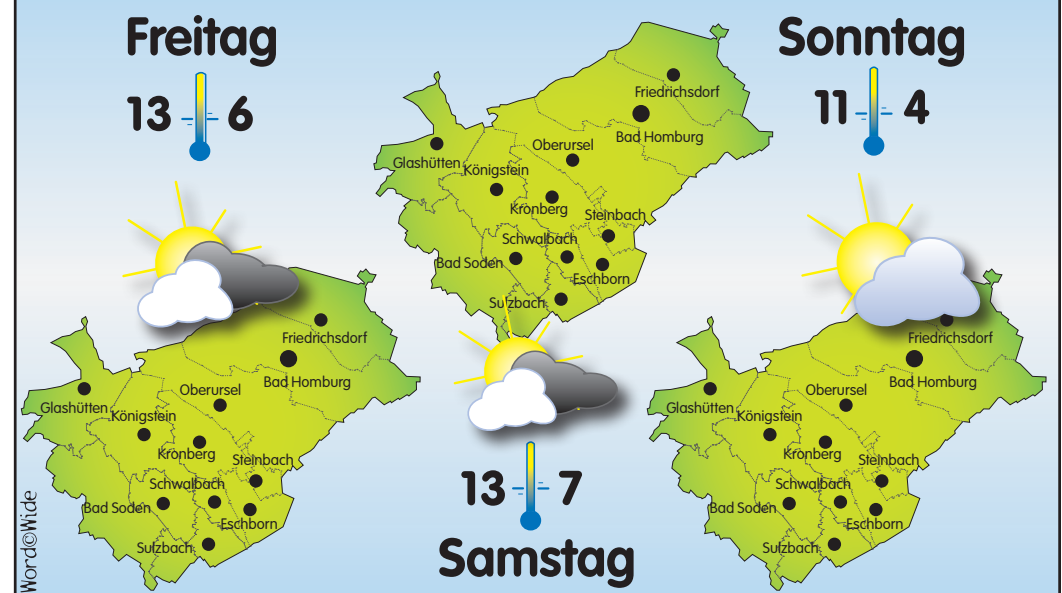 Freitag
13 6
Friedrichsdorf
Bad Homburg
Oberursel
Glashütten
Königstein
Kronberg
Steinbach
Schwalbach
Bad Soden
Eschborn
Sulzbach
Friedrichsdorf
Bad Homburg
Oberursel
Glashütten
Königstein
Kronberg
Steinbach
Schwalbach
Bad Soden
Eschborn
Sulzbach
13 7
Samstag
Sonntag
11 4
Friedrichsdorf
Bad Homburg
Oberursel
Glashütten
Königstein
Kronberg
Steinbach
Schwalbach
Bad Soden
Eschborn
Sulzbach
Word©Wide